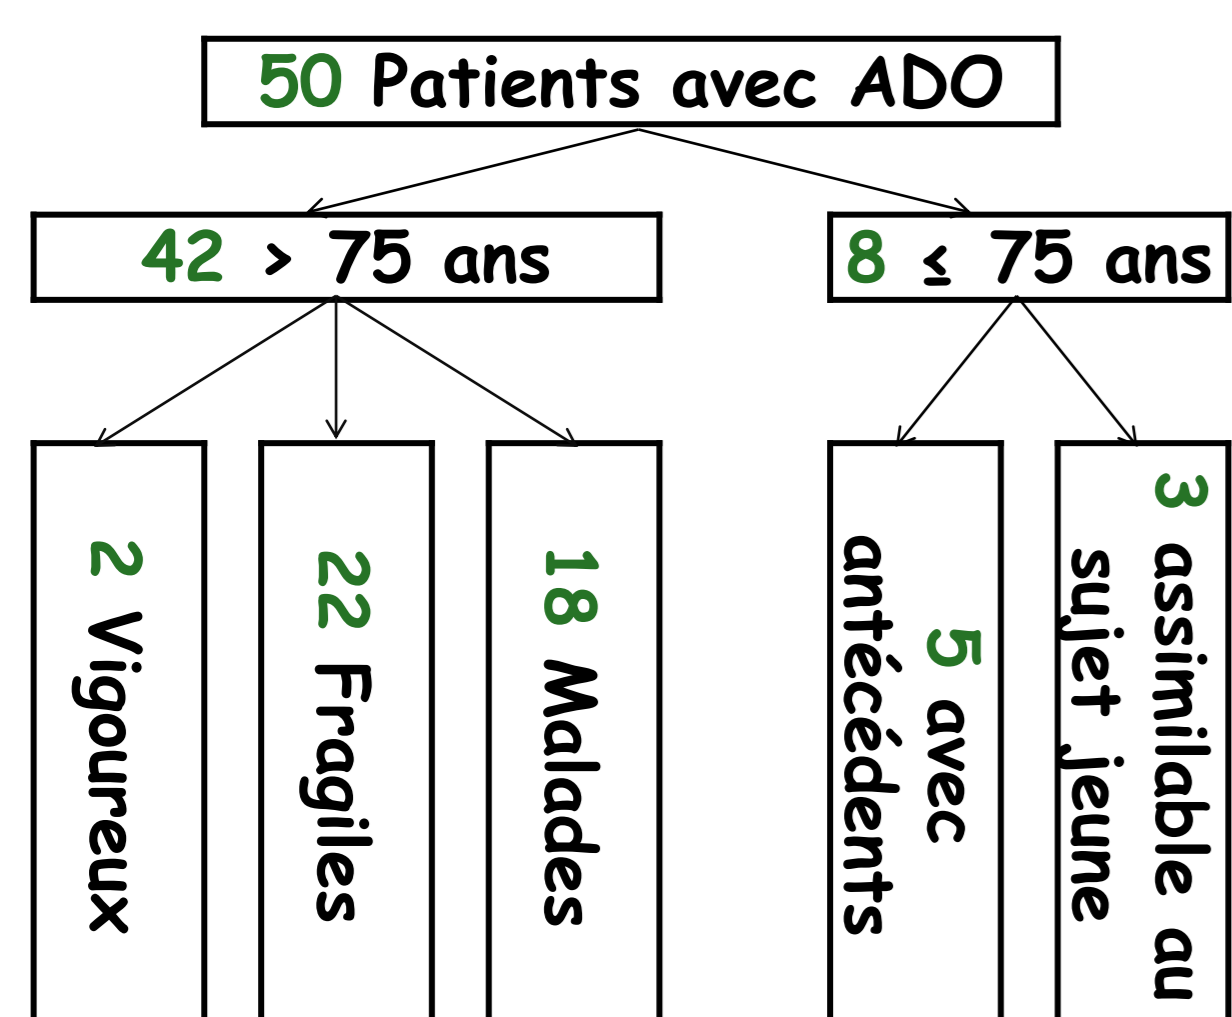 50 Patients avec ADO
42 > 75 ans
8 ≤ 75 ans
2 Vigoureux
22 Fragiles
18 Malades
5 avec
antécédents
3 assimilable au
sujet jeune